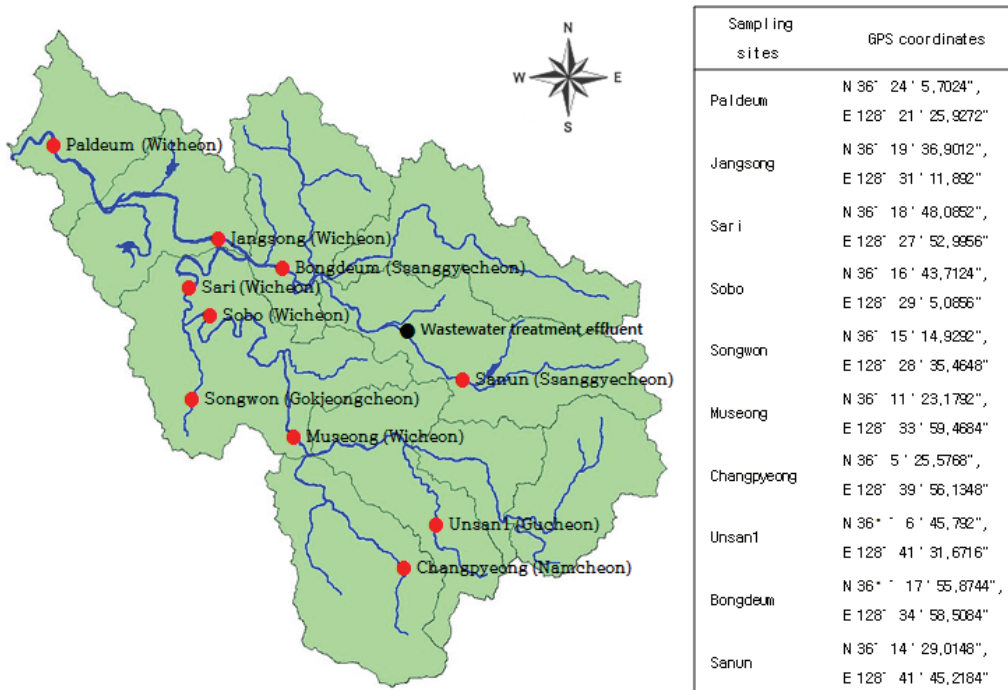 N
W E
S
Paldeum (Wicheon)
Jangsong (Wicheon)
Bongdeum (Ssanggyecheon)
Sari (Wicheon)
Sobo (Wicheon)
Wastewater treatment effluent
Sanun (Ssanggyecheon)
Songwon (Gokjeongcheon)
Museong (Wicheon)
Unsan1 (Gucheon)
Changpyeong (Namcheon)
Sampling
sites
GPS coordinates
Paldeum
N 36° 24 ' 5,7024",
E 128° 21 ' 25,9272"
Jangsong
N 36° 19 ' 36,9012",
E 128° 31 ' 11,892"
Sari
N 36° 18 ' 48,0852",
E 128° 27 ' 52,9956"
Sobo
N 36° 16 ' 43,7124"
E 128° 29 ' 5,0856"
Songwon
N 36° 15 ' 14,9292",
E 128° 28 ' 35,4648"
Museong
N 36° 11 ' 23,1792",
E 128° 33 ' 59,4684"
Changpyeong
N 36° 5 ' 25,5768",
E 128° 39 ' 56,1348"
Unsan1
N 36° 6 ' 45,792",
E 128° 41 ' 31,6716"
Bongdeum
N 36° 17 ' 55,8744",
E 128° 34 ' 58,5084"
Sanun
N 36° 14 ' 29,0148",
E 128° 41 ' 45,2184"